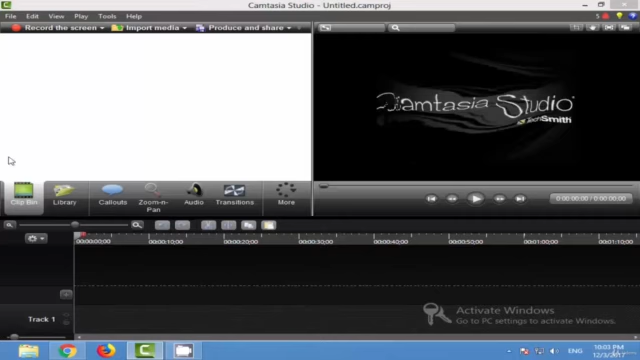 Camtasia Studio - Untitled.camproj
File Edit View Play Tools Help
5
Record the screen Import media Produce and share
Camtasia Studio
TechSmith
Clip Bin Library Callouts Zoom-n-Pan Audio Transitions More
0:00:00:00 / 0:00:00:00
00:00:00;00 00:00:10;00 00:00:20;00 00:00:30;00 00:00:40;00 00:00:50;00 00:01:00;00 00:01:10;00
Activate Windows
Track 1
Go to PC settings to activate Windows.
ENG
10:03 PM
12/3/2017